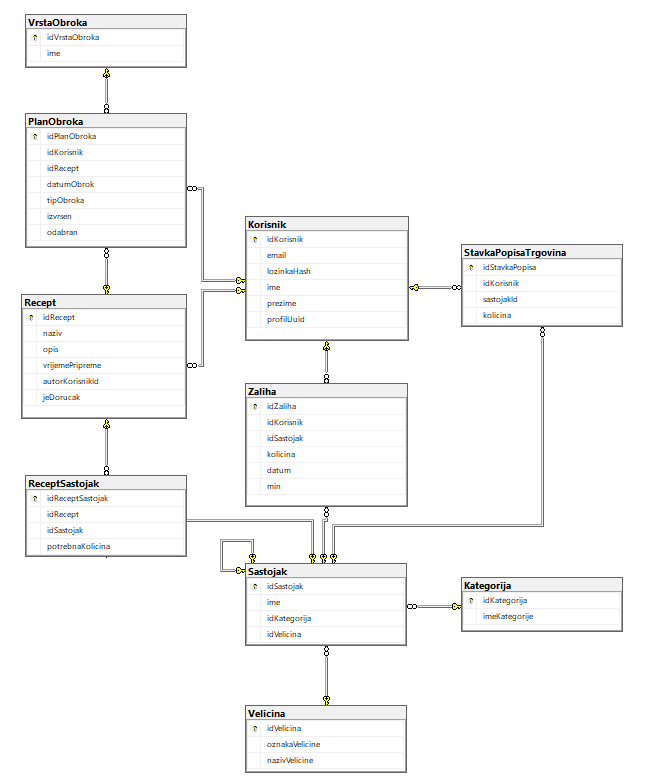 VrstaObroka
idVrstaObroka
ime
PlanObroka
idPlanObroka
idKorisnik
idRecept
datumObrok
tipObroka
izvrsen
odabran
Recept
idRecept
naziv
opis
vrijemePripreme
autorKorisnikId
jeDorucak
ReceptSastojak
idReceptSastojak
idRecept
idSastojak
potrebnaKolicina
Korisnik
idKorisnik
email
lozinkaHash
ime
prezime
profilUuid
Zaliha
idZaliha
idKorisnik
idSastojak
kolicina
datum
min
Sastojak
idSastojak
ime
idKategorija
idVelicina
Velicina
idVelicina
oznakaVelicine
nazivVelicine
StavkaPopisaTrgovina
idStavkaPopisa
idKorisnik
sastojakId
kolicina
Kategorija
idKategorija
imeKategorije